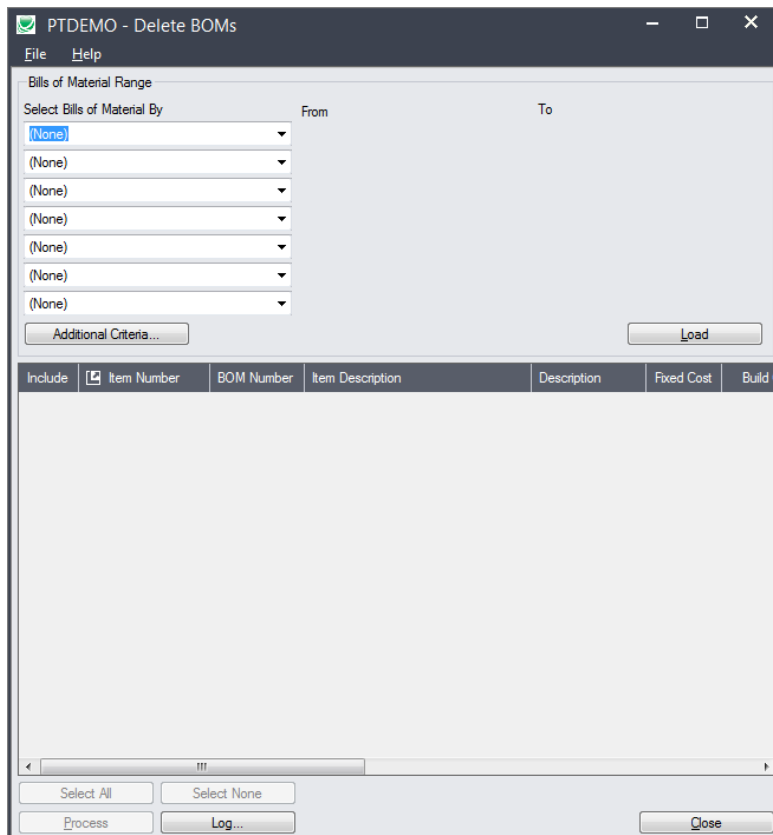 PTDEMO - Delete BOMs
File Help
Bills of Material Range
Select Bills of Material By From To
(None)
(None)
(None)
(None)
(None)
(None)
(None)
Additional Criteria... Load
Include Item Number BOM Number Item Description Description Fixed Cost Build
Select All Select None
Process Log... Close